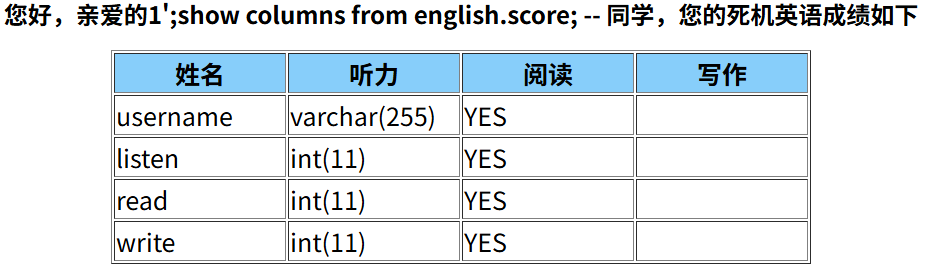 您好，亲爱的1';show columns from english.score; -- 同学，您的死机英语成绩如下
姓名 听力 阅读 写作
username varchar(255) YES
listen int(11) YES
read int(11) YES
write int(11) YES